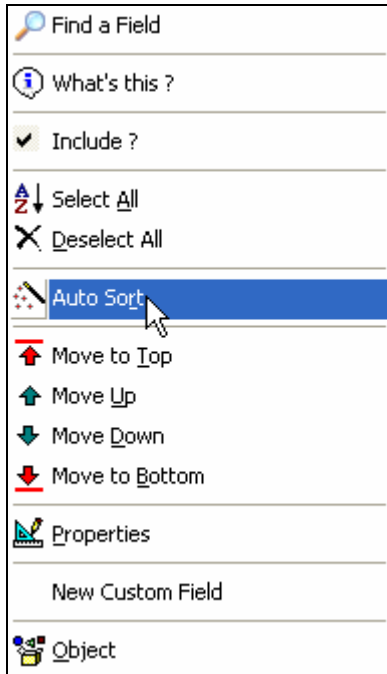 Find a Field
What's this ?
Include ?
Select All
Deselect All
Auto Sort
Move to Top
Move Up
Move Down
Move to Bottom
Properties
New Custom Field
Object